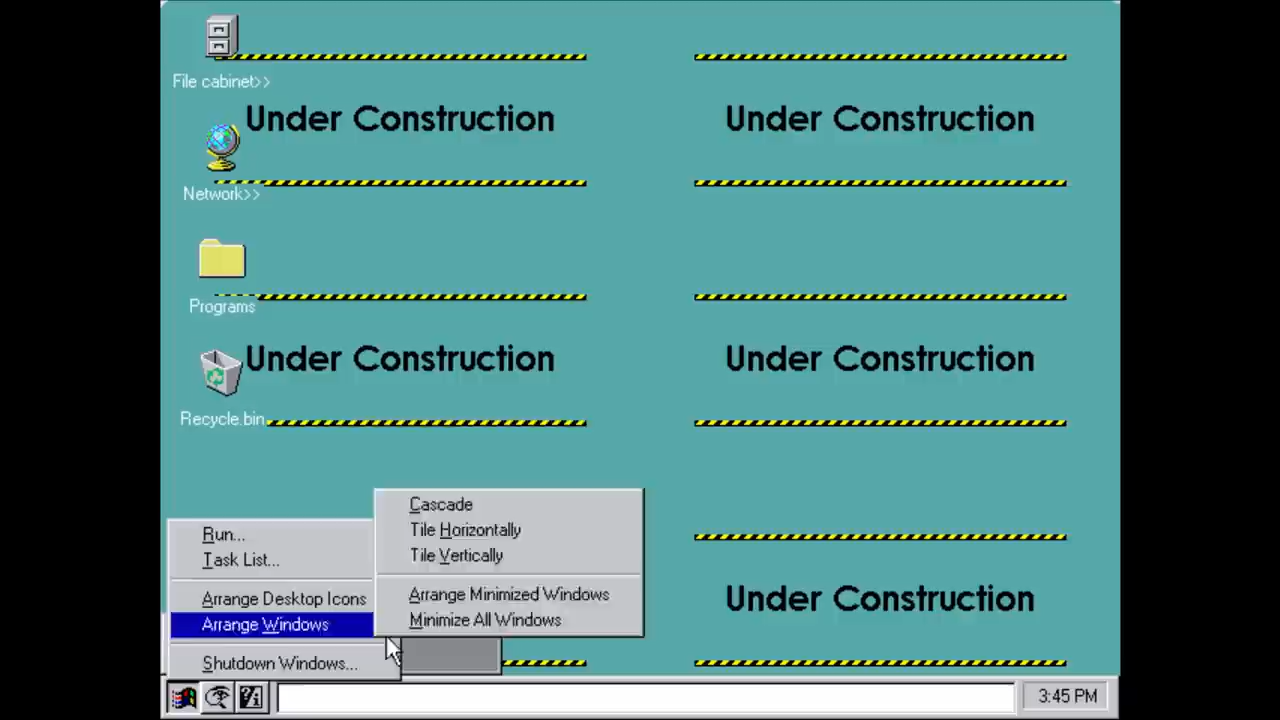 File cabinet>>
Under Construction
Under Construction
Network>>
Programs
Under Construction
Under Construction
Recycle.bin
Cascade
Tile Horizontally
Tile Vertically
Arrange Minimized Windows
Minimize All Windows
Run...
Task List...
Arrange Desktop Icons
Arrange Windows
Shutdown Windows...
Under Construction
3:45 PM